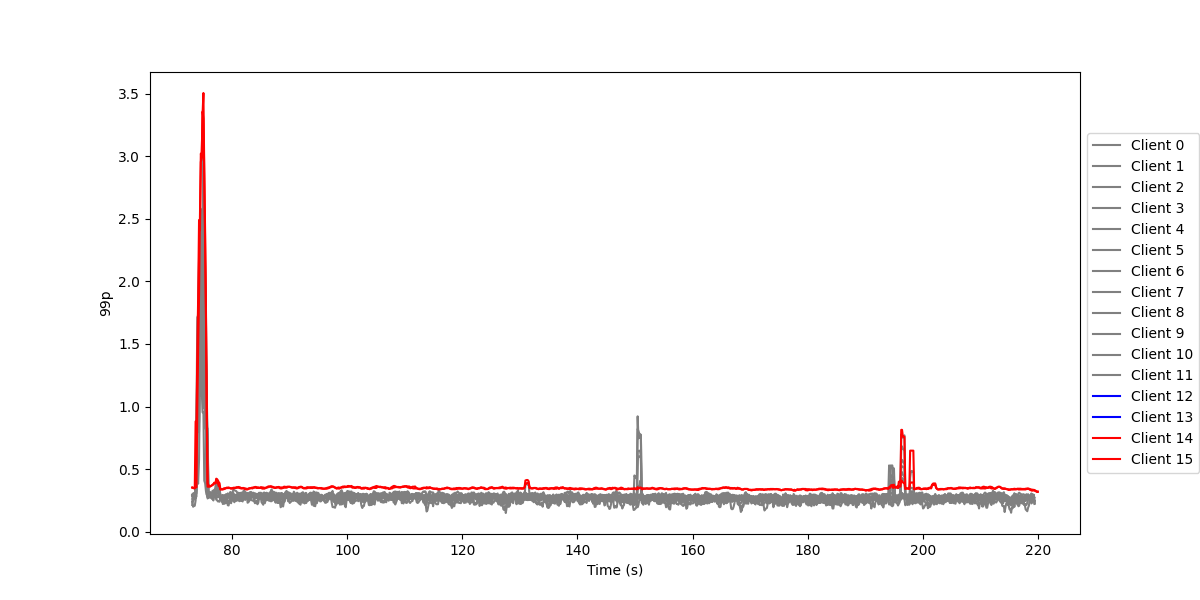 3.5
3.0
2.5
2.0
1.5
1.0
0.5
0.0
99p
80 100 120 140 160 180 200 220
Time (s)
Client 0
Client 1
Client 2
Client 3
Client 4
Client 5
Client 6
Client 7
Client 8
Client 9
Client 10
Client 11
Client 12
Client 13
Client 14
Client 15